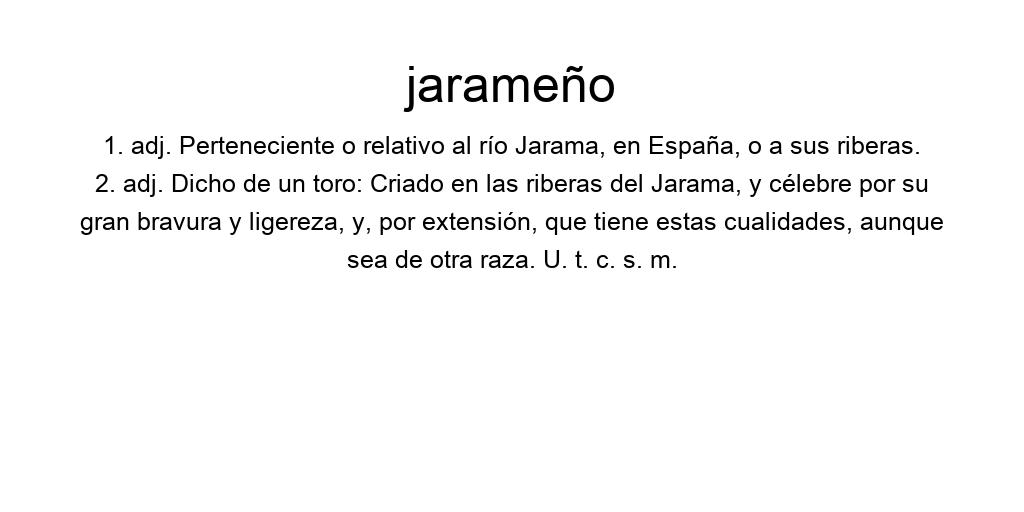 jarameño
1. adj. Perteneciente o relativo al río Jarama, en España, o a sus riberas.
2. adj. Dicho de un toro: Criado en las riberas del Jarama, y célebre por su
gran bravura y ligereza, y, por extensión, que tiene estas cualidades, aunque
sea de otra raza. U. t. c. s. m.